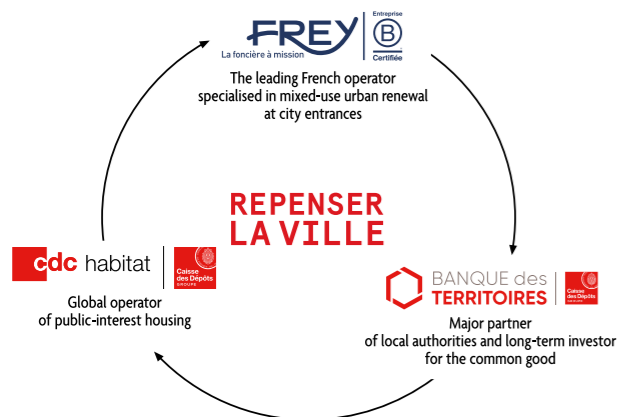 FREY
La foncière à mission
Entreprise
B
Certifiée
The leading French operator
specialised in mixed-use urban renewal
at city entrances
REPENSER
LA VILLE
cdc habitat
Caisse
des Dépôts
GROUPE
Global operator
of public-interest housing
BANQUE des
TERRITOIRES
Caisse
des Dépôts
GROUPE
Major partner
of local authorities and long-term investor
for the common good